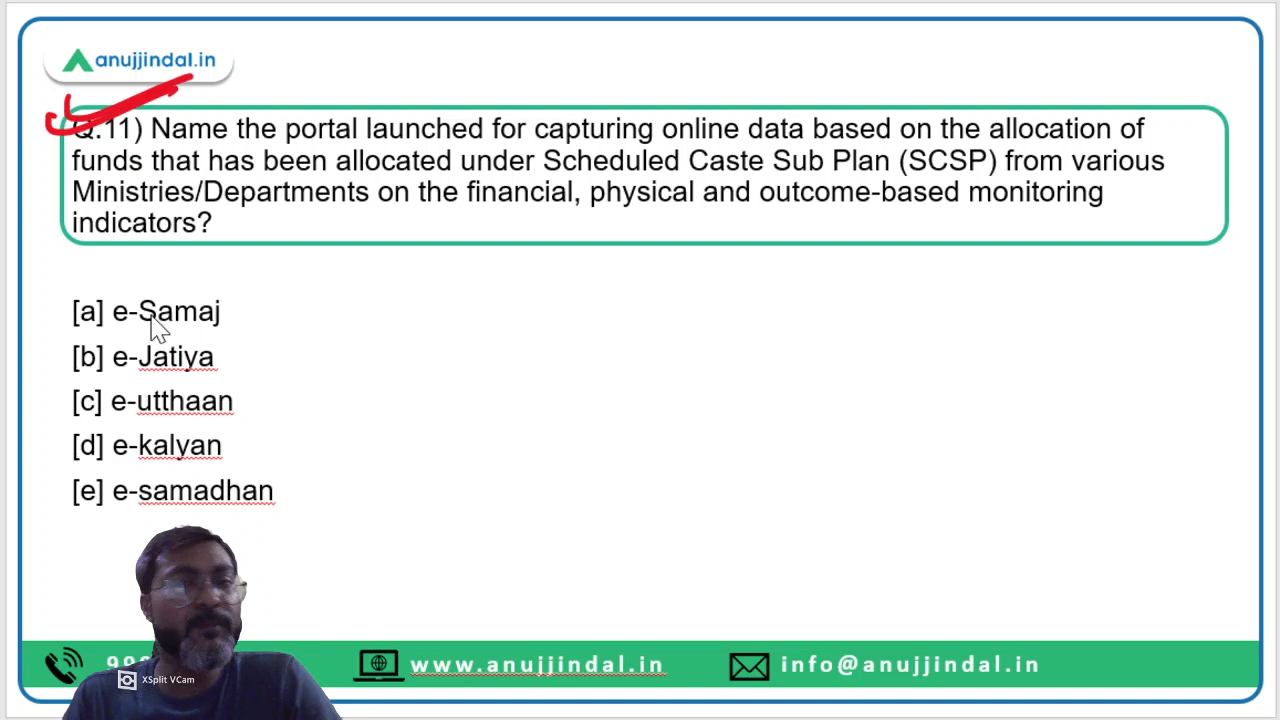 anujjindal.in
Q.11) Name the portal launched for capturing online data based on the allocation of
funds that has been allocated under Scheduled Caste Sub Plan (SCSP) from various
Ministries/Departments on the financial, physical and outcome-based monitoring
indicators?
[a] e-Samaj
[b] e-Jatiya
[c] e-utthaan
[d] e-kalyan
[e] e-samadhan
www.anujjindal.in
info@anujjindal.in
XSplit VCam